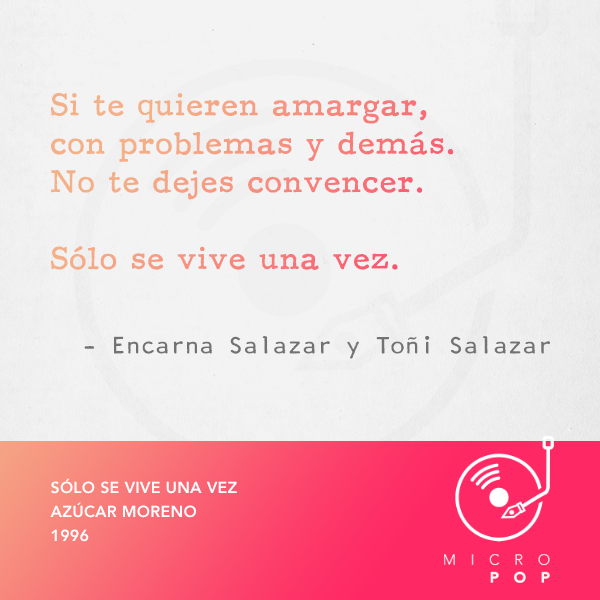 Si te quieren amargar,
con problemas y demás.
No te dejes convencer.
Sólo se vive una vez.
– Encarna Salazar y Toñi Salazar
SÓLO SE VIVE UNA VEZ
AZÚCAR MORENO
1996
MICRO
POP